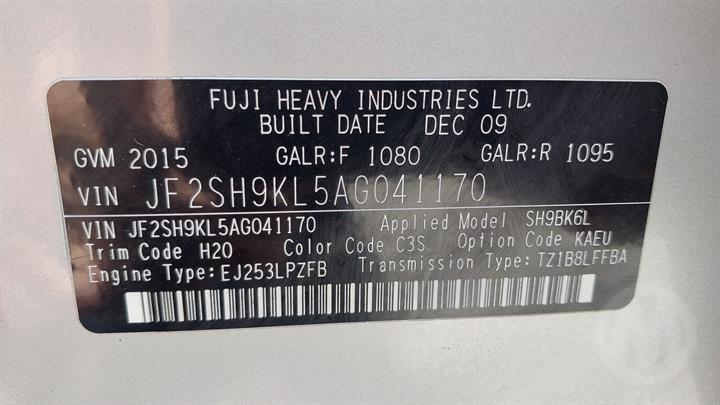 FUJI HEAVY INDUSTRIES LTD.
BUILT DATE DEC 09
GVM 2015 GALR:F 1080 GALR:R 1095
VIN JF2SH9KL5AG041170
VIN JF2SH9KL5AG041170 Applied Model SH9BK6L
Trim Code H20 Color Code C3S Option Code KAEU
Engine Type:EJ253LPZFB Transmission Type:TZ1B8LFFBA